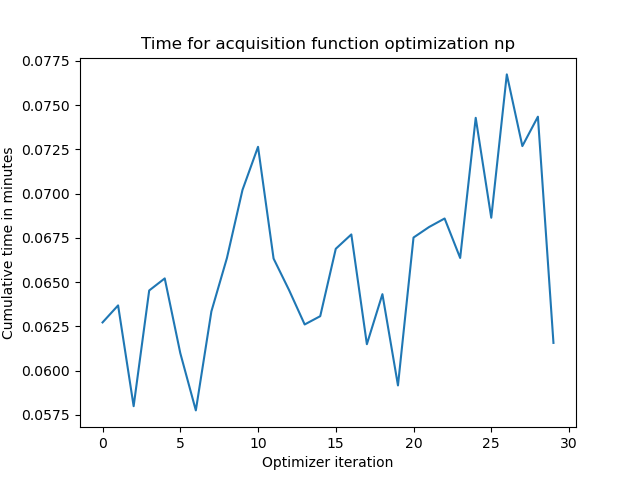 Time for acquisition function optimization np
Cumulative time in minutes
0.0775
0.0750
0.0725
0.0700
0.0675
0.0650
0.0625
0.0600
0.0575
0 5 10 15 20 25 30
Optimizer iteration